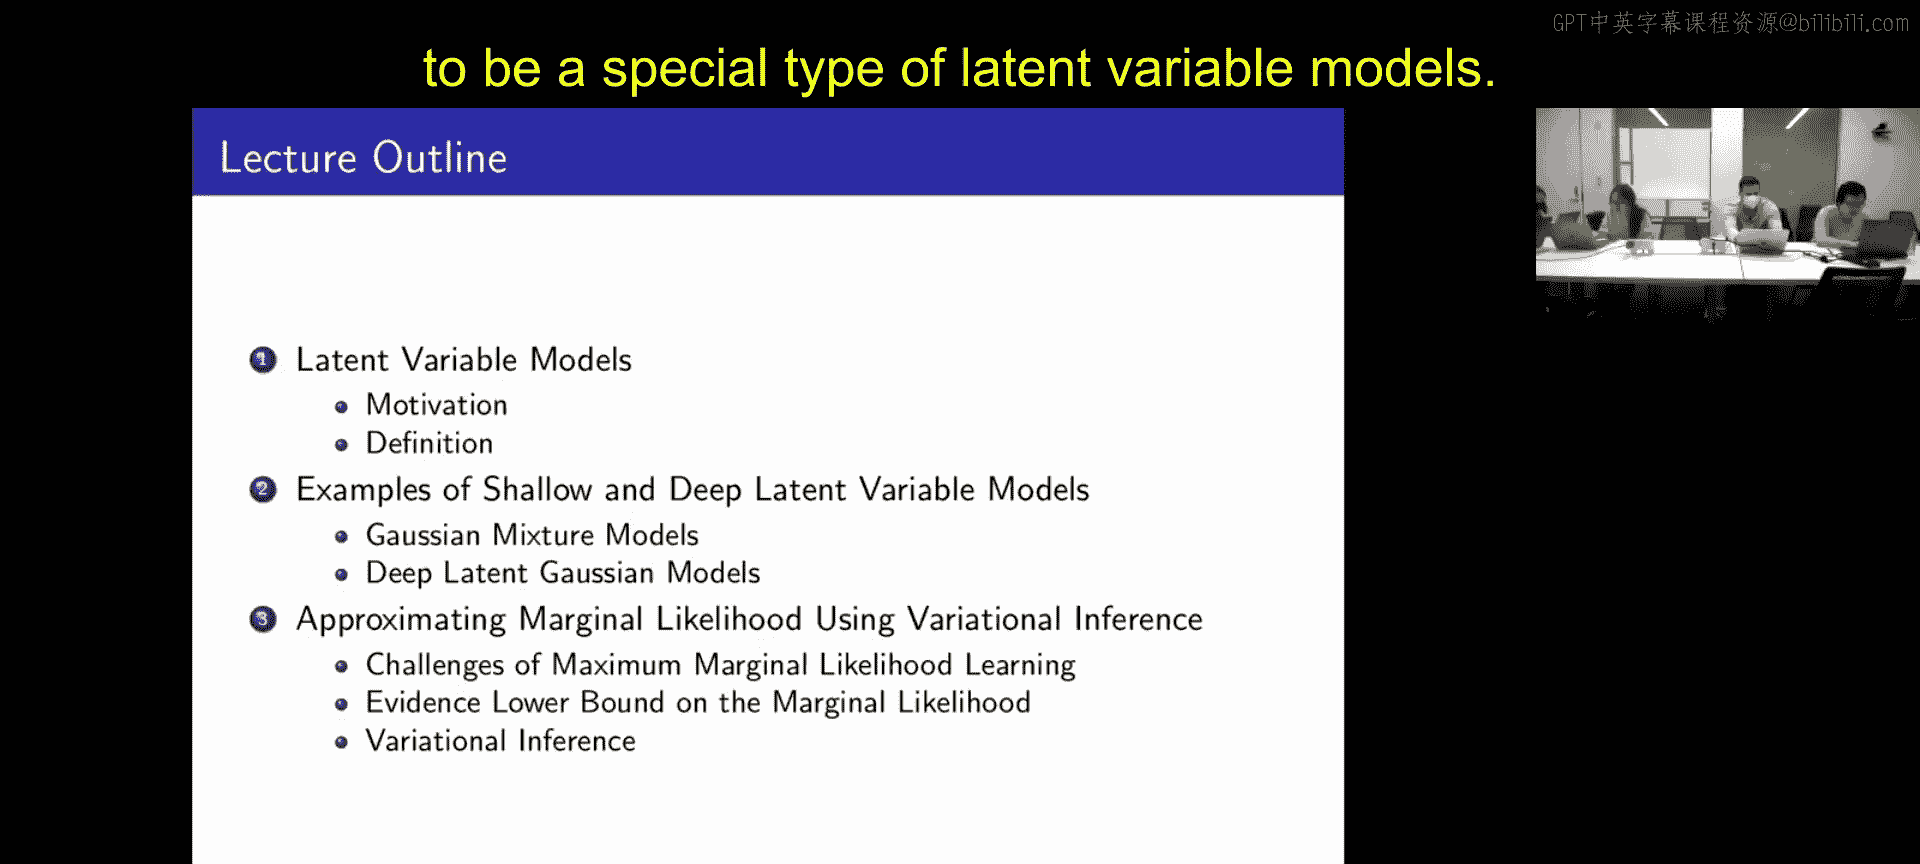 GPT中英字幕课程资源@bilibili.com
to be a special type of latent variable models.
Lecture Outline
1 Latent Variable Models
Motivation
Definition
2 Examples of Shallow and Deep Latent Variable Models
Gaussian Mixture Models
Deep Latent Gaussian Models
3 Approximating Marginal Likelihood Using Variational Inference
Challenges of Maximum Marginal Likelihood Learning
Evidence Lower Bound on the Marginal Likelihood
Variational Inference